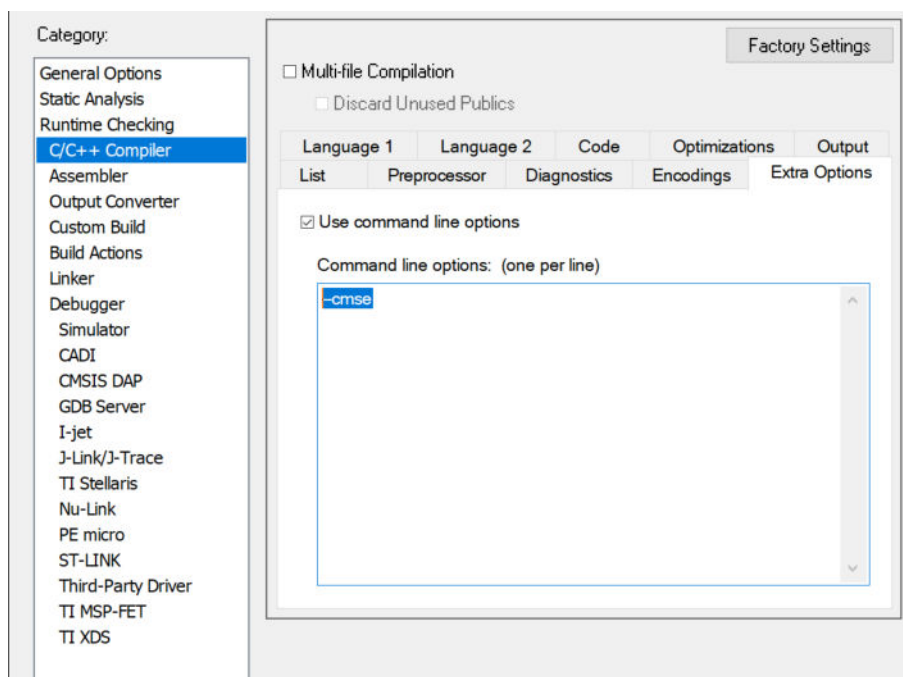 Category:
General Options
Static Analysis
Runtime Checking
C/C++ Compiler
Assembler
Output Converter
Custom Build
Build Actions
Linker
Debugger
Simulator
CADI
CMSIS DAP
GDB Server
I-jet
J-Link/J-Trace
TI Stellaris
Nu-Link
PE micro
ST-LINK
Third-Party Driver
TI MSP-FET
TI XDS
Factory Settings
Multi-file Compilation
Discard Unused Publics
Language 1 Language 2 Code Optimizations Output
List Preprocessor Diagnostics Encodings Extra Options
Use command line options
Command line options: (one per line)
–cmse